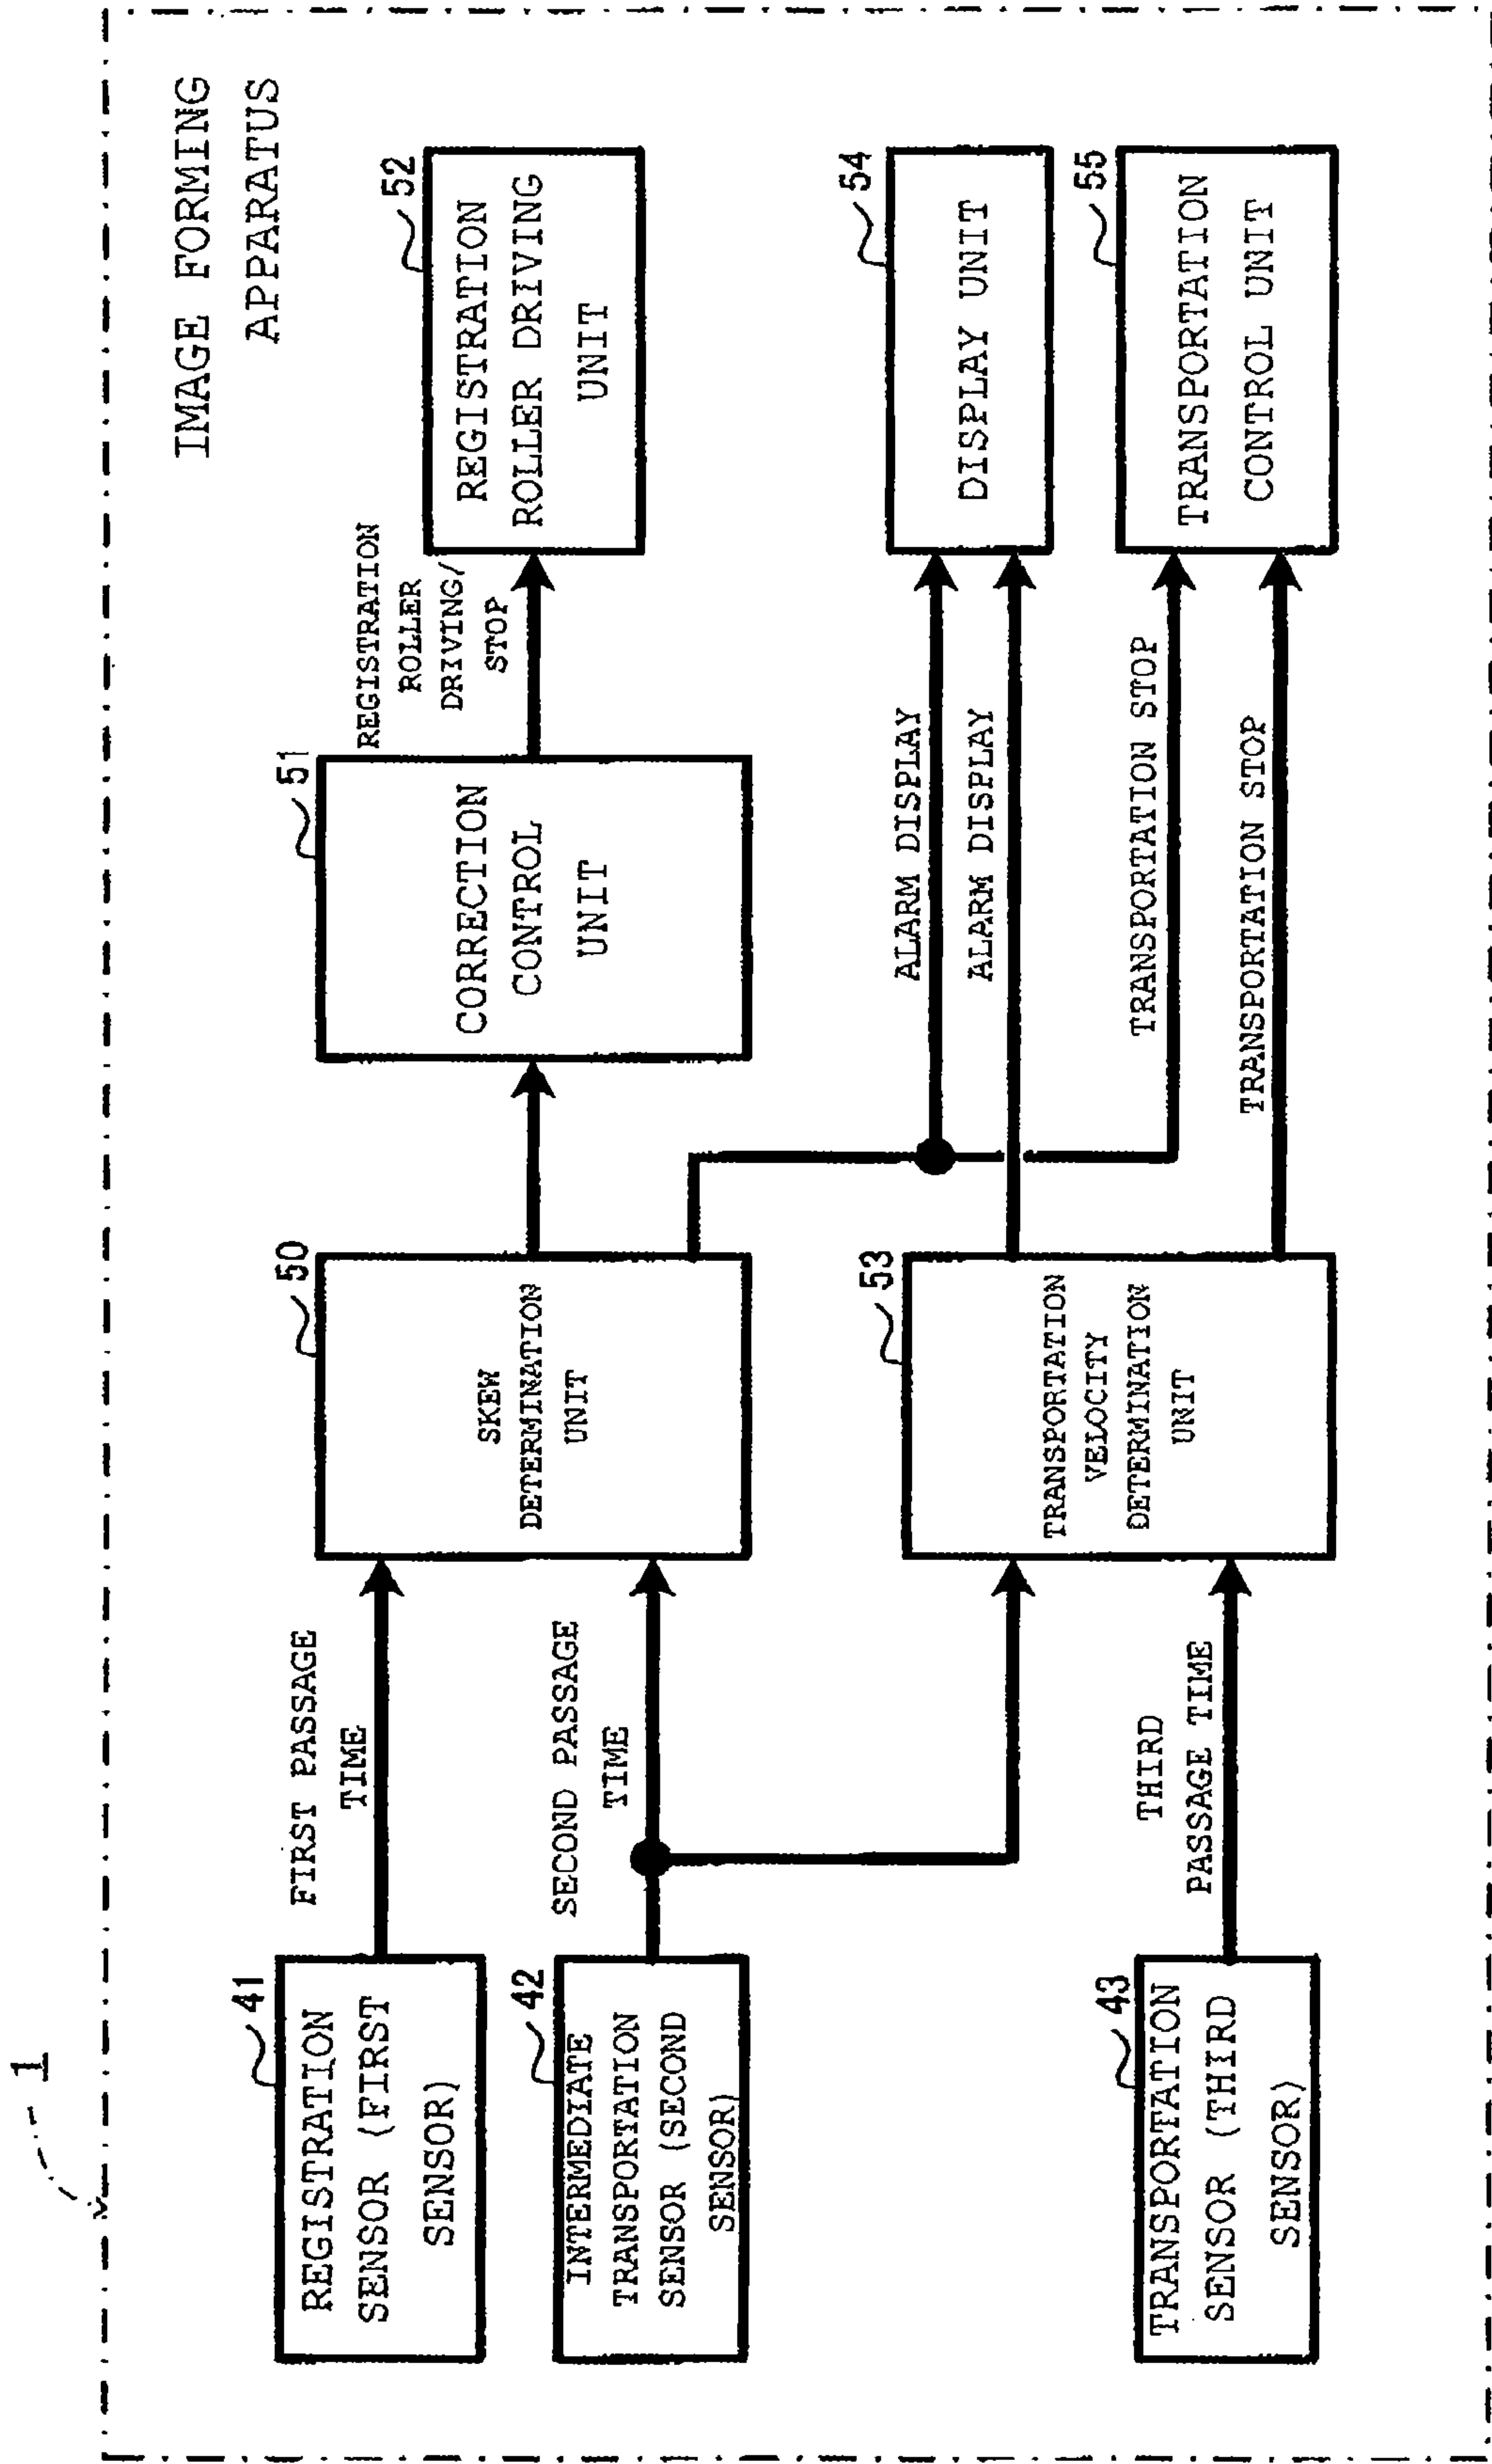 1
IMAGE FORMING
APPARATUS
41
REGISTRATION
SENSOR (FIRST
SENSOR)
FIRST PASSAGE
TIME
42
INTERMEDIATE
TRANSPORTATION
SENSOR (SECOND
SENSOR)
SECOND PASSAGE
TIME
43
TRANSPORTATION
SENSOR (THIRD
SENSOR)
THIRD
PASSAGE TIME
50
SKEW
DETERMINATION
UNIT
53
TRANSPORTATION
VELOCITY
DETERMINATION
UNIT
51
CORRECTION
CONTROL
UNIT
REGISTRATION
ROLLER
DRIVING/
STOP
52
REGISTRATION
ROLLER DRIVING
UNIT
ALARM DISPLAY
ALARM DISPLAY
54
DISPLAY UNIT
TRANSPORTATION STOP
TRANSPORTATION STOP
55
TRANSPORTATION
CONTROL UNIT